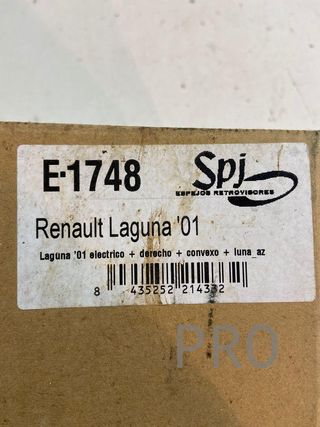 E-1748
Spj
ESPEJOS RETROVISORES
Renault Laguna '01
Laguna '01 electrico + derecho + convexo + luna_az
8 435252 214332
PRO